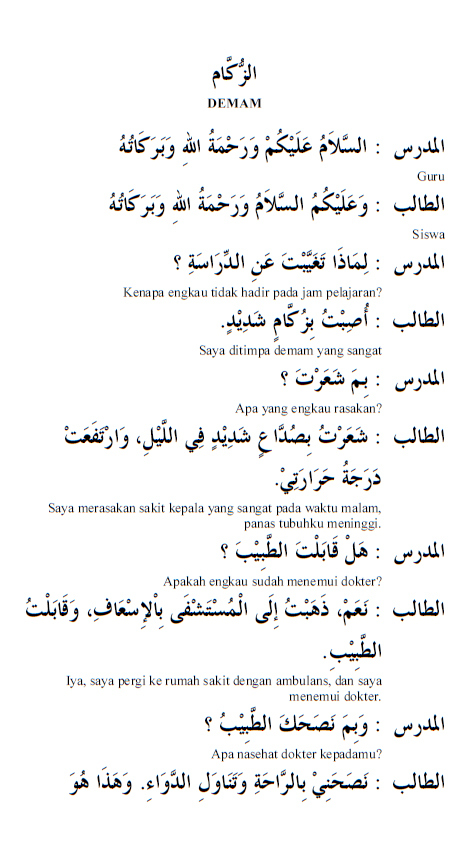 الزُّكَّام
DEMAM
المدرس : السَّلاَمُ عَلَيْكُمْ وَرَحْمَةُ اللهِ وَبَرَكَاتُهُ
Guru
الطالب : وَعَلَيْكُمُ السَّلاَمُ وَرَحْمَةُ اللهِ وَبَرَكَاتُهُ
Siswa
المدرس : لِمَاذَا تَغَيَّبْتَ عَنِ الدِّرَاسَةِ ؟
Kenapa engkau tidak hadir pada jam pelajaran?
الطالب : أُصِبْتُ بِزُكَّامٍ شَدِيْدٍ.
Saya ditimpa demam yang sangat
المدرس : بِمَ شَعَرْتَ ؟
Apa yang engkau rasakan?
الطالب : شَعَرْتُ بِصُدَّاعٍ شَدِيْدٍ فِي اللَّيْلِ، وَارْتَفَعَتْ
دَرَجَةُ حَرَارَتِيْ.
Saya merasakan sakit kepala yang sangat pada waktu malam,
panas tubuhku meninggi.
المدرس : هَلْ قَابَلْتَ الطَّبِيْبَ ؟
Apakah engkau sudah menemui dokter?
الطالب : نَعَمْ، ذَهَبْتُ إِلَى الْمُسْتَشْفَى بِاْلإِسْعَافِ، وَقَابَلْتُ
الطَّبِيْبِ.
Iya, saya pergi ke rumah sakit dengan ambulans, dan saya
menemui dokter.
المدرس : وَبِمَ نَصَحَكَ الطَّبِيْبُ ؟
Apa nasehat dokter kepadamu?
الطالب : نَصَحَنِيْ بِالرَّاحَةِ وَتَنَاوَلِ الدَّوَاءِ. وَهَذَا هُوَ